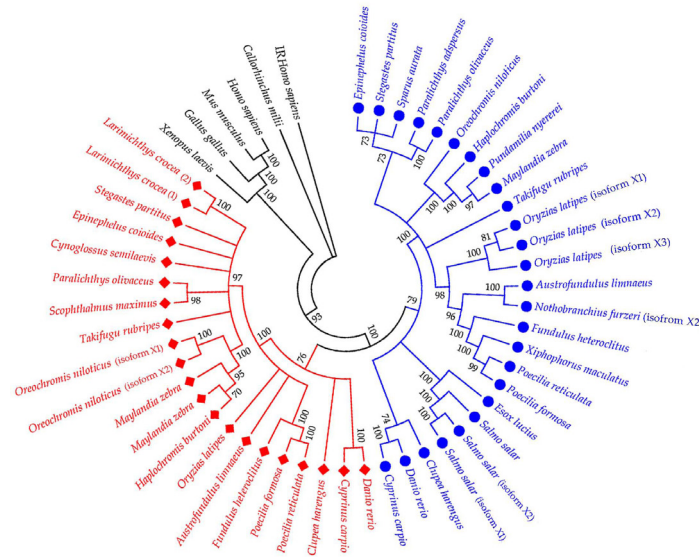 IRHomo sapiens
Callorhinchus milii
Homo sapiens
Mus musculus
Gallus gallus
Xenopus laevis
Larimichthys crocea (2)
Larimichthys crocea (1)
Stegastes partitus
Epinephelus coioides
Cynoglossus semilaevis
Paralichthys olivaceus
Scophthalmus maximus
Takifugu rubripes
Oreochromis niloticus (isoform X1)
Oreochromis niloticus (isoform X2)
Maylandia zebra
Maylandia zebra
Haplochromis burtoni
Oryzias latipes
Austrofundulus limnaeus
Fundulus heteroclitus
Poecilia formosa
Poecilia reticulata
Clupea harengus
Cyprinus carpio
Danio rerio
Cyprinus carpio
Danio rerio
Clupea harengus
Salmo salar (isoform X1)
Salmo salar (isoform X2)
Salmo salar
Esox lucius
Poecilia formosa
Poecilia reticulata
Xiphophorus maculatus
Fundulus heteroclitus
Nothobranchius furzeri (isofrom X2
Austrofundulus limnaeus
Oryzias latipes (isoform X3)
Oryzias latipes (isoform X2)
Oryzias latipes (isoform X1)
Takifugu rubripes
Maylandia zebra
Pundamilia nyererei
Haplochromis burtoni
Oreochromis niloticus
Paralichthys olivaceus
Paralichthys adspersus
Sparus aurata
Stegastes partitus
Epinephelus coioides
100
100
100
100
97
98
100
100
95
70
100
76
100
100
100
93
100
79
74
100
100
100
100
100
99
100
96
98
100
100
81
100
100
100
97
73
73
100